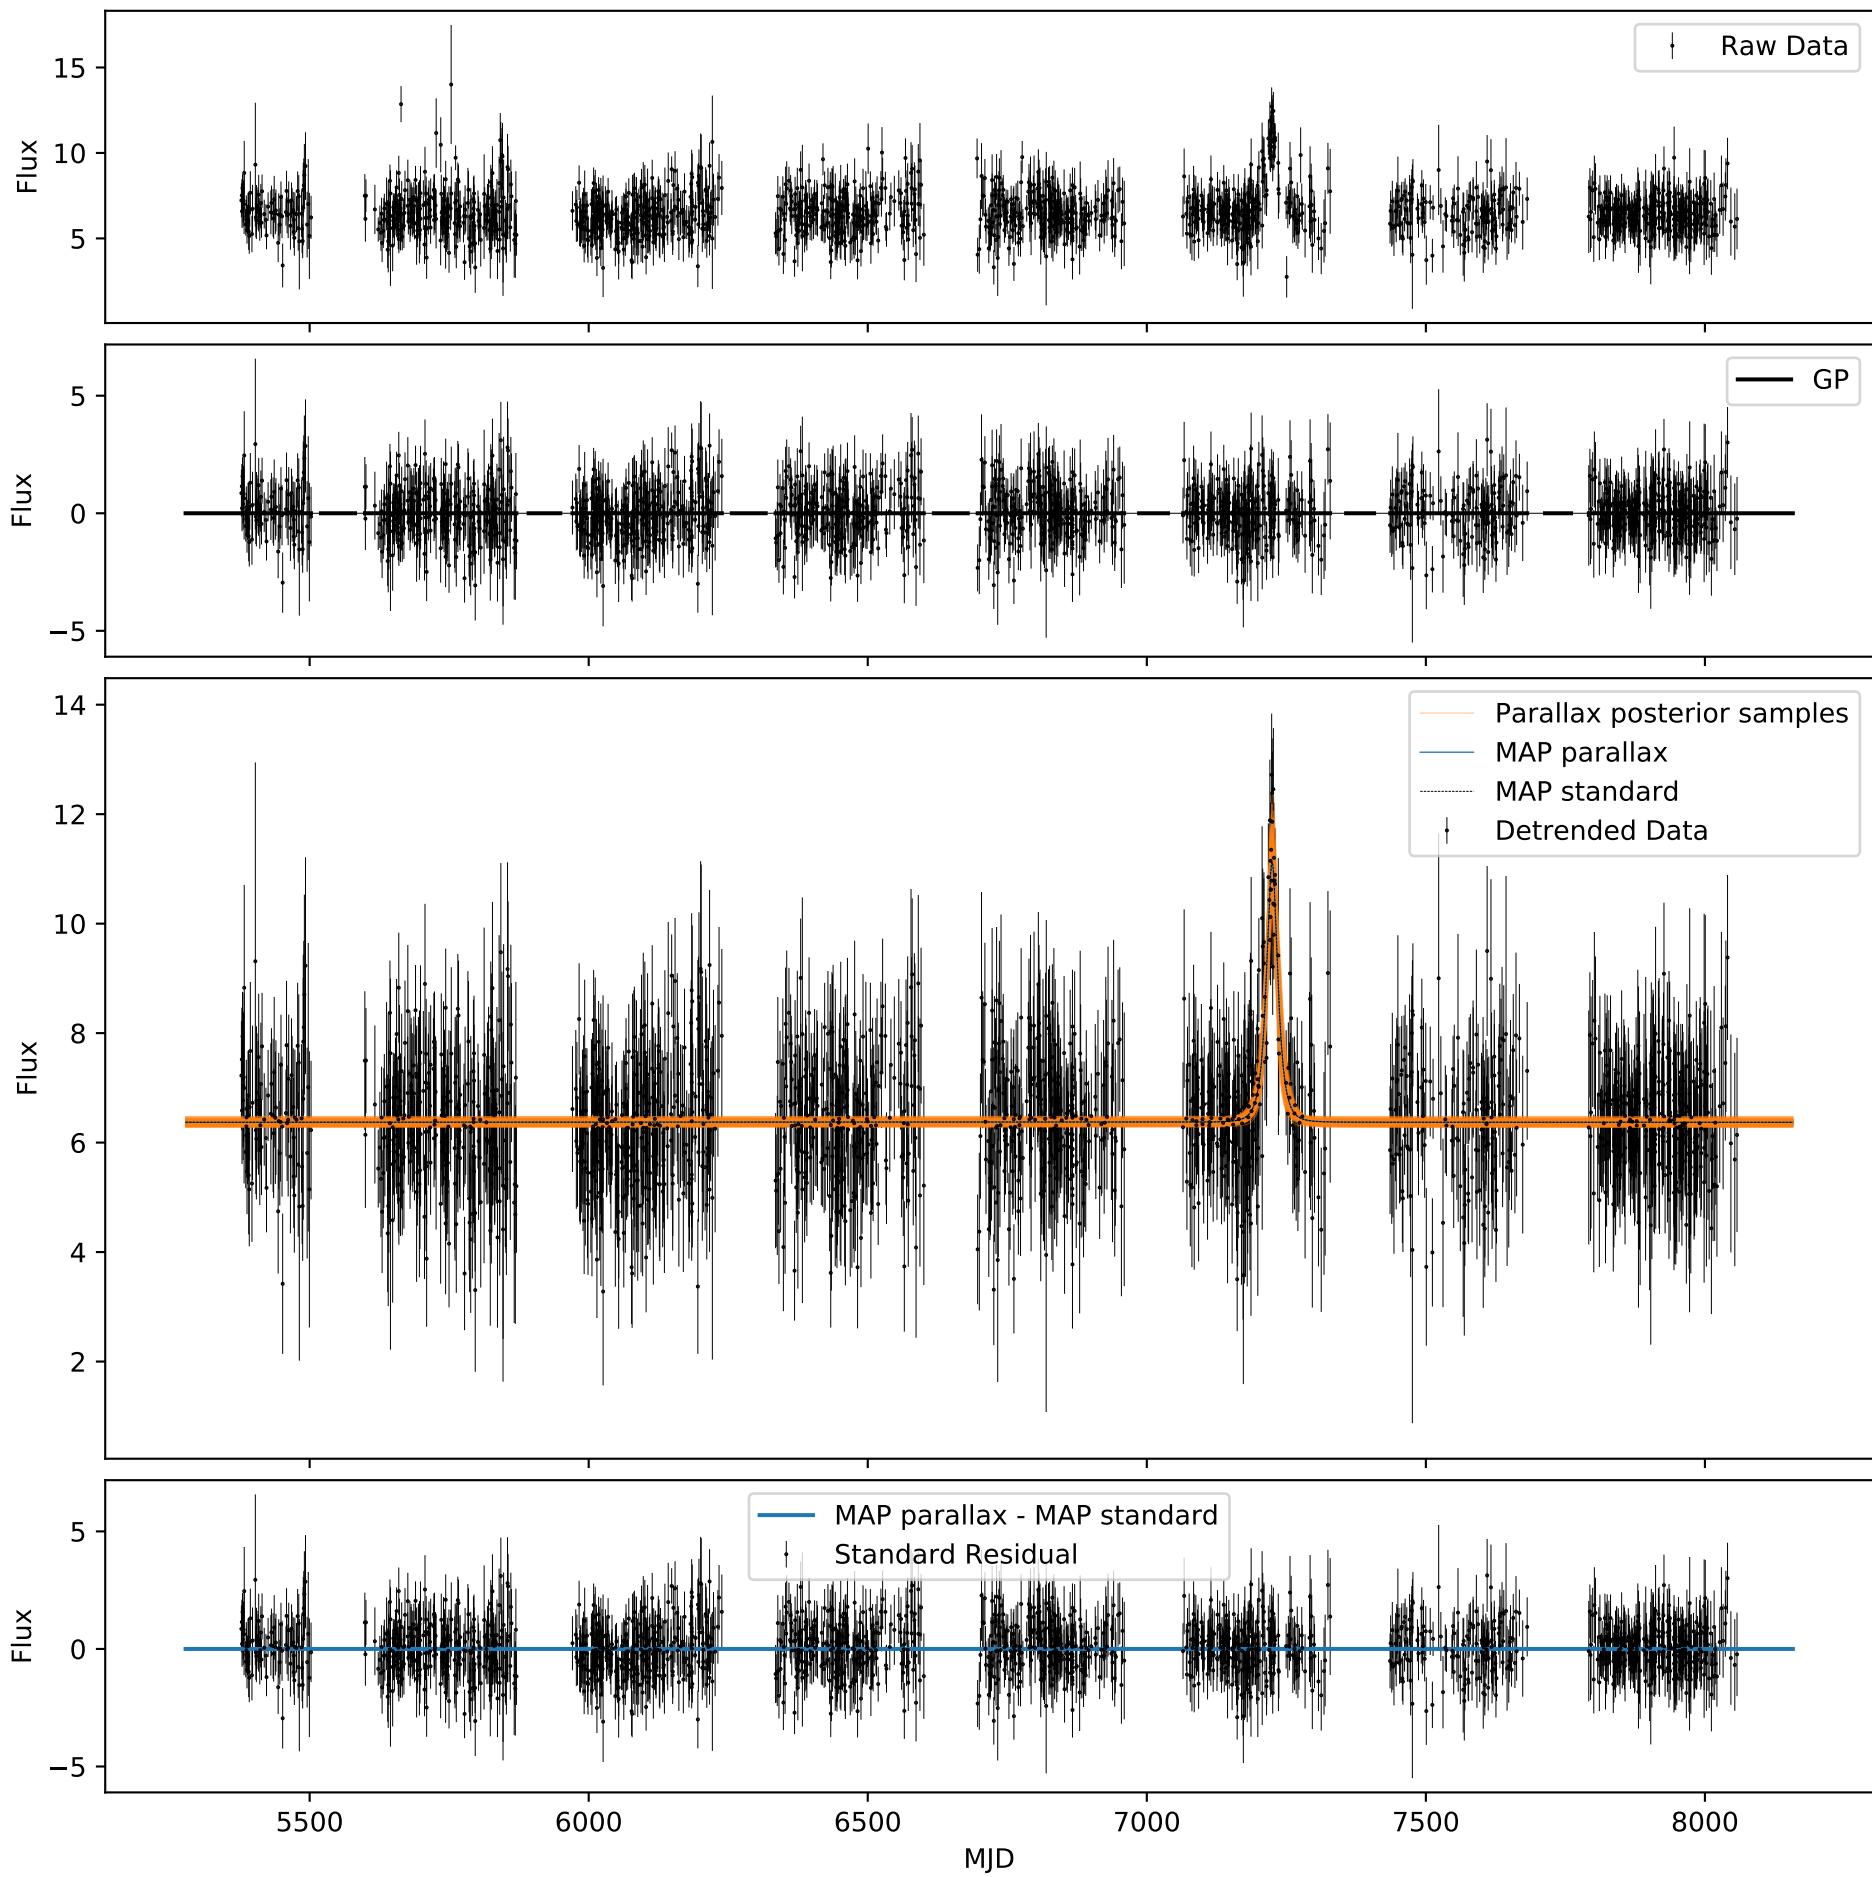 15
10
5
Flux
Raw Data
5
0
−5
Flux
GP
14
12
10
8
6
4
2
Flux
Parallax posterior samples
MAP parallax
MAP standard
Detrended Data
5
0
−5
Flux
MAP parallax - MAP standard
Standard Residual
5500 6000 6500 7000 7500 8000
MJD